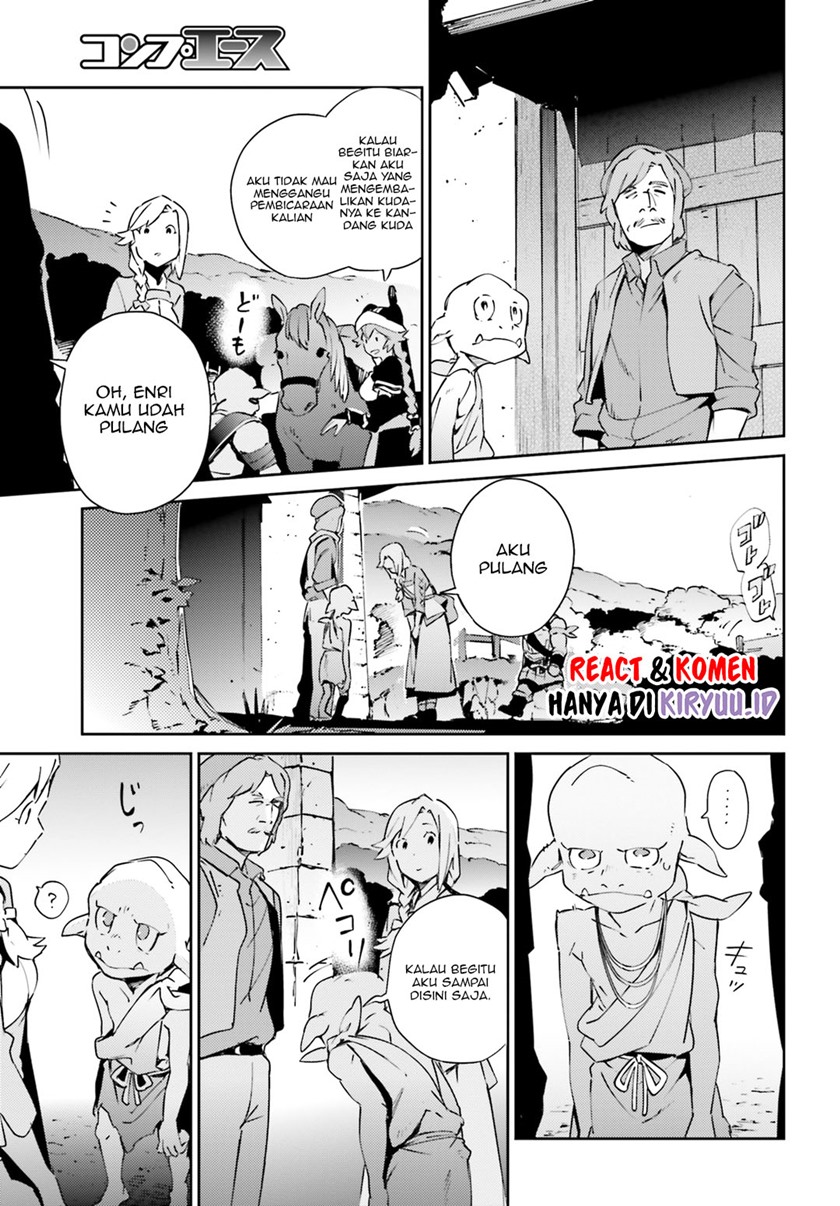 コンプエース
KALAU
BEGITU BIAR-
KAN AKU
SAJA YANG
MENGEMBA-
LIKAN KUDA-
NYA KE KAN-
DANG KUDA
AKU TIDAK MAU
MENGGANGU
PEMBICARAAN
KALIAN
どーも
OH, ENRI
KAMU UDAH
PULANG
AKU
PULANG
ゴトゴト
REACT & KOMEN
HANYA DI KIRYUU.ID
......
キュッ
ペコリ
KALAU BEGITU
AKU SAMPAI
DISINI SAJA.
じっ
?